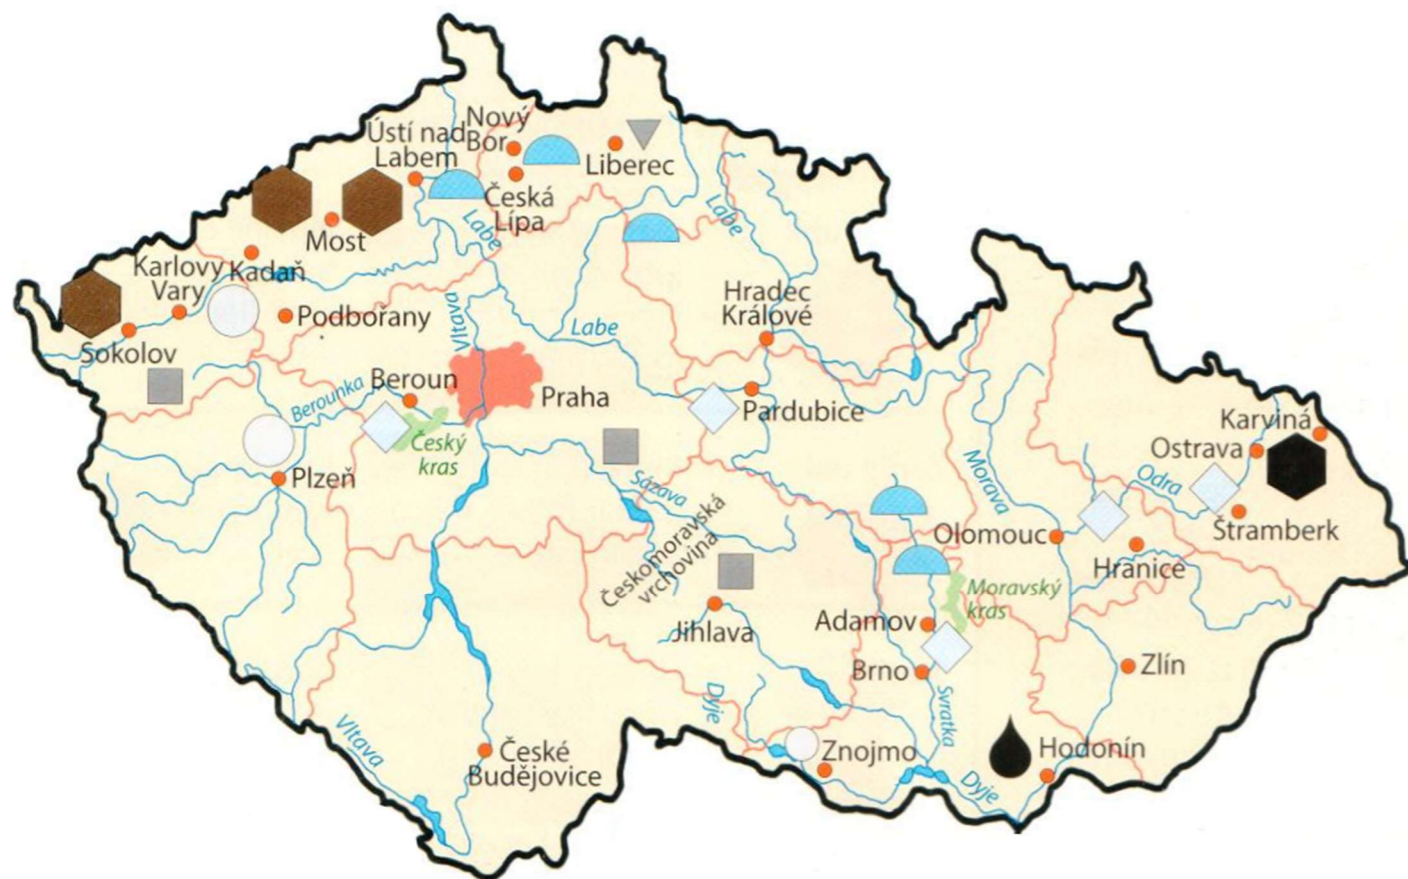 Nový
Bor
Ústí nad
Labem
Liberec
Česká
Lípa
Labe
Labe
Most
Karlovy
Vary
Kadaň
Podbořany
Sokolov
Vltava
Labe
Hradec
Králové
Beroun
Berounka
Praha
Pardubice
Český
kras
Plzeň
Sázava
Karviná
Ostrava
Morava
Odra
Štramberk
Olomouc
Hranice
Českomoravská
vrchovina
Moravský
kras
Jihlava
Adamov
Brno
Zlín
Dyje
Svratka
Vltava
České
Budějovice
Znojmo
Hodonín
Dyje